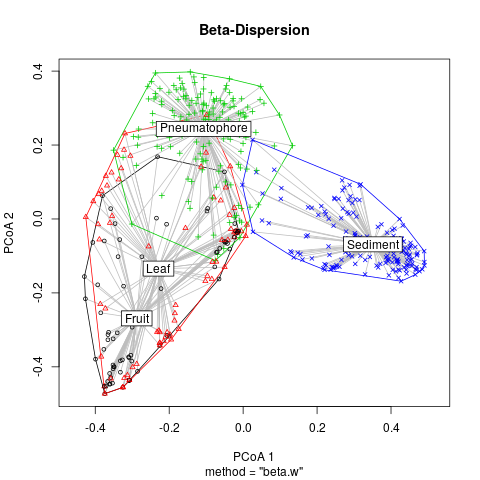 Beta-Dispersion
PCoA 2
0.4
0.2
0.0
-0.2
-0.4
Pneumatophore
Sediment
Leaf
Fruit
-0.4 -0.2 0.0 0.2 0.4
PCoA 1
method = "beta.w"